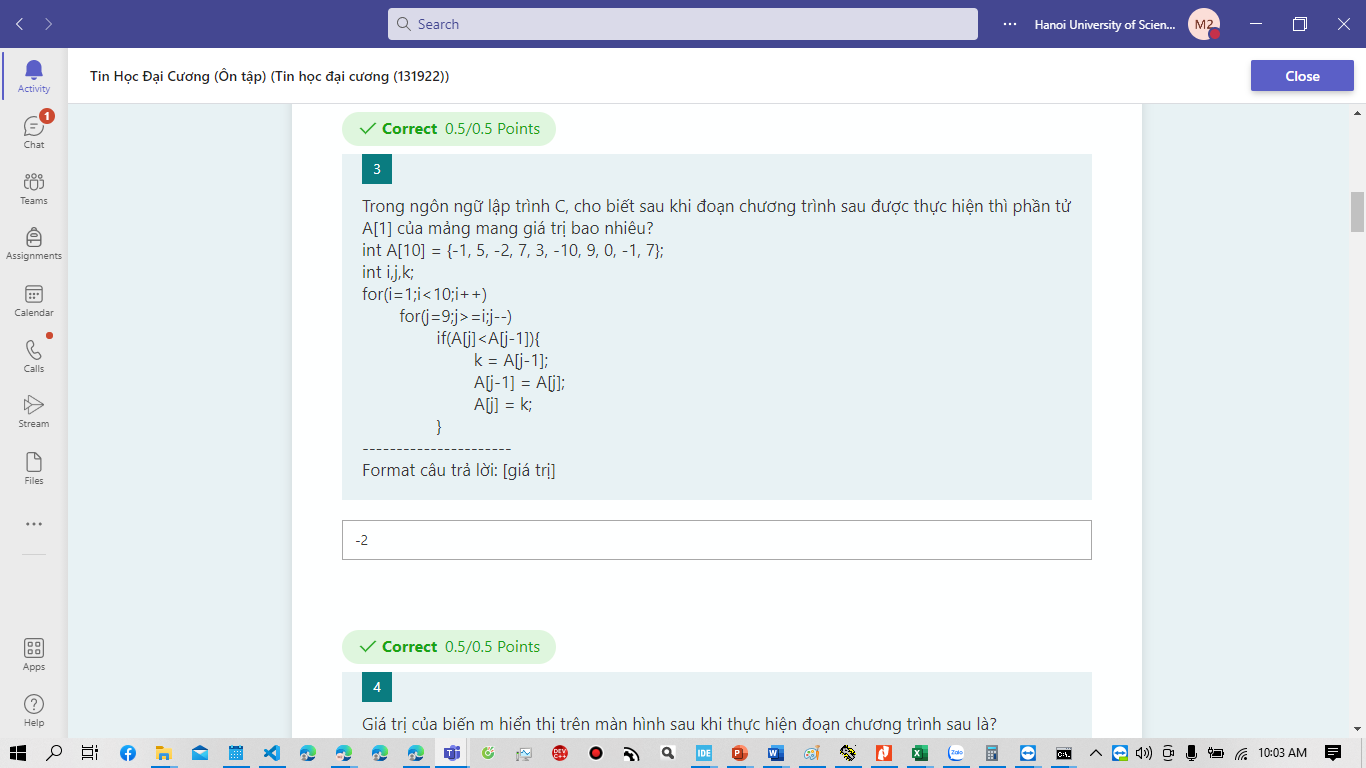 Search
Hanoi University of Scien...
M2
Tin Học Đại Cương (Ôn tập) (Tin học đại cương (131922))
Close
Activity
1
Chat
Teams
Assignments
Calendar
Calls
Stream
Files
Apps
Help
Correct 0.5/0.5 Points
3
Trong ngôn ngữ lập trình C, cho biết sau khi đoạn chương trình sau được thực hiện thì phần tử
A[1] của mảng mang giá trị bao nhiêu?
int A[10] = {-1, 5, -2, 7, 3, -10, 9, 0, -1, 7};
int i,j,k;
for(i=1;i<10;i++)
for(j=9;j>=i;j--)
if(A[j]<A[j-1]){
k = A[j-1];
A[j-1] = A[j];
A[j] = k;
}
----------------------
Format câu trả lời: [giá trị]
-2
Correct 0.5/0.5 Points
4
Giá trị của biến m hiển thị trên màn hình sau khi thực hiện đoạn chương trình sau là?
DEV
IDE
Zalo
10:03 AM